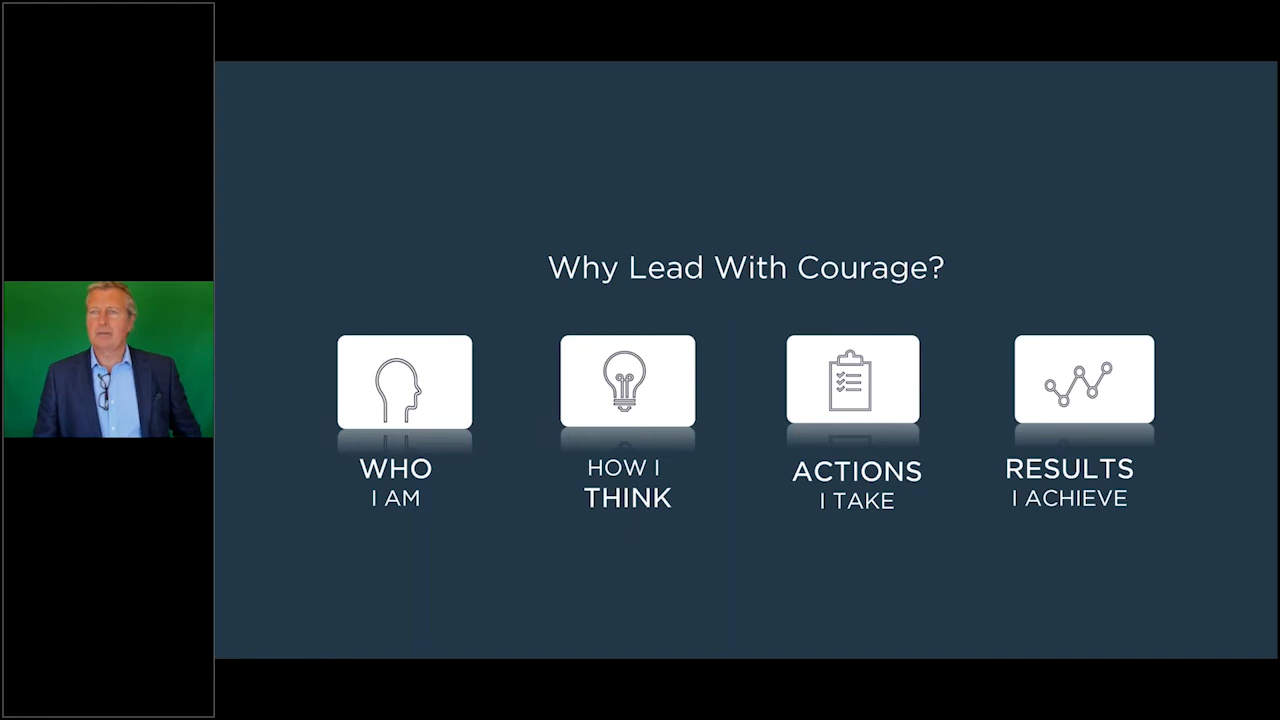 Why Lead With Courage?
WHO
I AM
HOW I
THINK
ACTIONS
I TAKE
RESULTS
I ACHIEVE